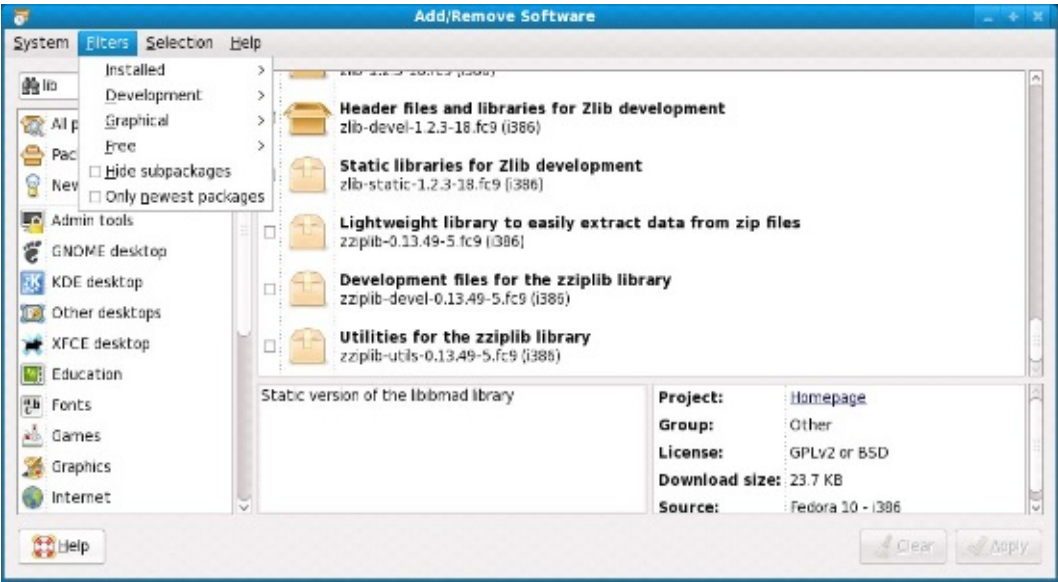 Add/Remove Software
System Filters Selection Help
lib
Installed
Development
Graphical
Free
Hide subpackages
Only newest packages
All p
Pac
New
Admin tools
GNOME desktop
KDE desktop
Other desktops
XFCE desktop
Education
Fonts
Games
Graphics
Internet
Header files and libraries for Zlib development
zlib-devel-1.2.3-18.fc9 (i386)
Static libraries for Zlib development
zlib-static-1.2.3-18.fc9 (i386)
Lightweight library to easily extract data from zip files
zziplib-0.13.49-5.fc9 (i386)
Development files for the zziplib library
zziplib-devel-0.13.49-5.fc9 (i386)
Utilities for the zziplib library
zziplib-utils-0.13.49-5.fc9 (i386)
Static version of the libibmad library
Project: Homepage
Group: Other
License: GPLv2 or BSD
Download size: 23.7 KB
Source: Fedora 10 - i386
Help
Clear Apply